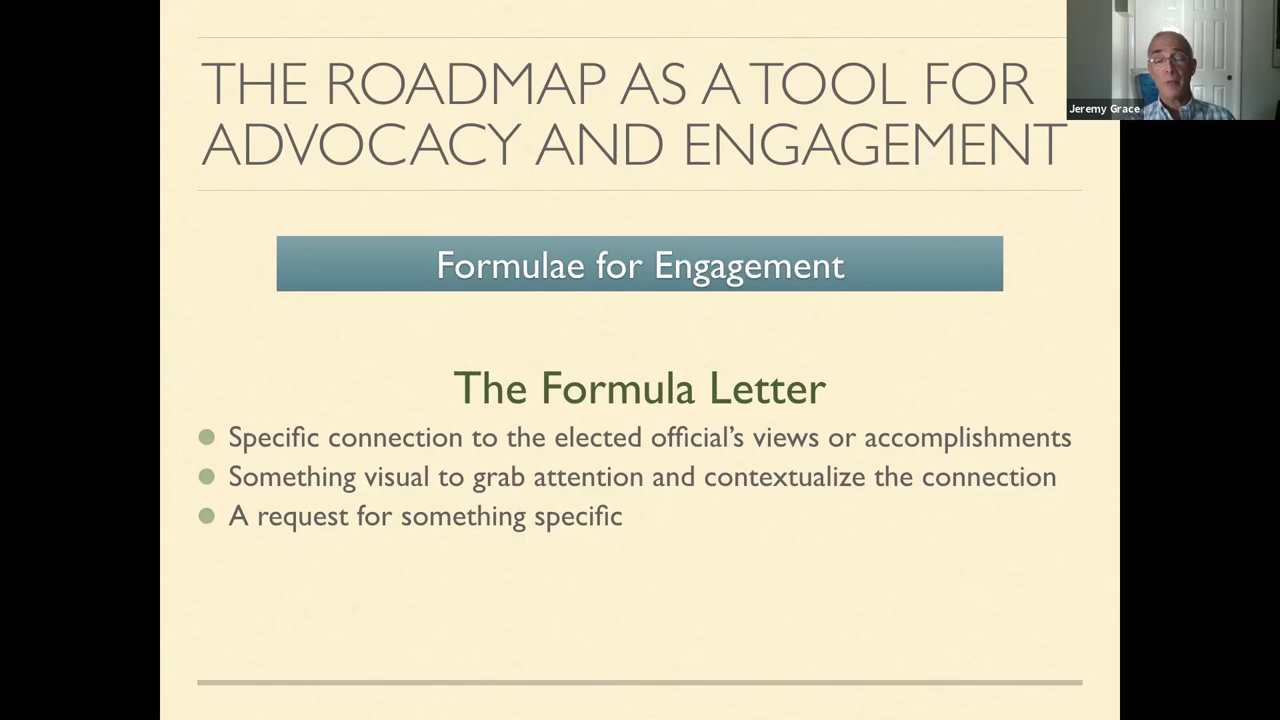 THE ROADMAP AS A TOOL FOR
ADVOCACY AND ENGAGEMENT
Jeremy Grace
Formulae for Engagement
The Formula Letter
Specific connection to the elected official's views or accomplishments
Something visual to grab attention and contextualize the connection
A request for something specific